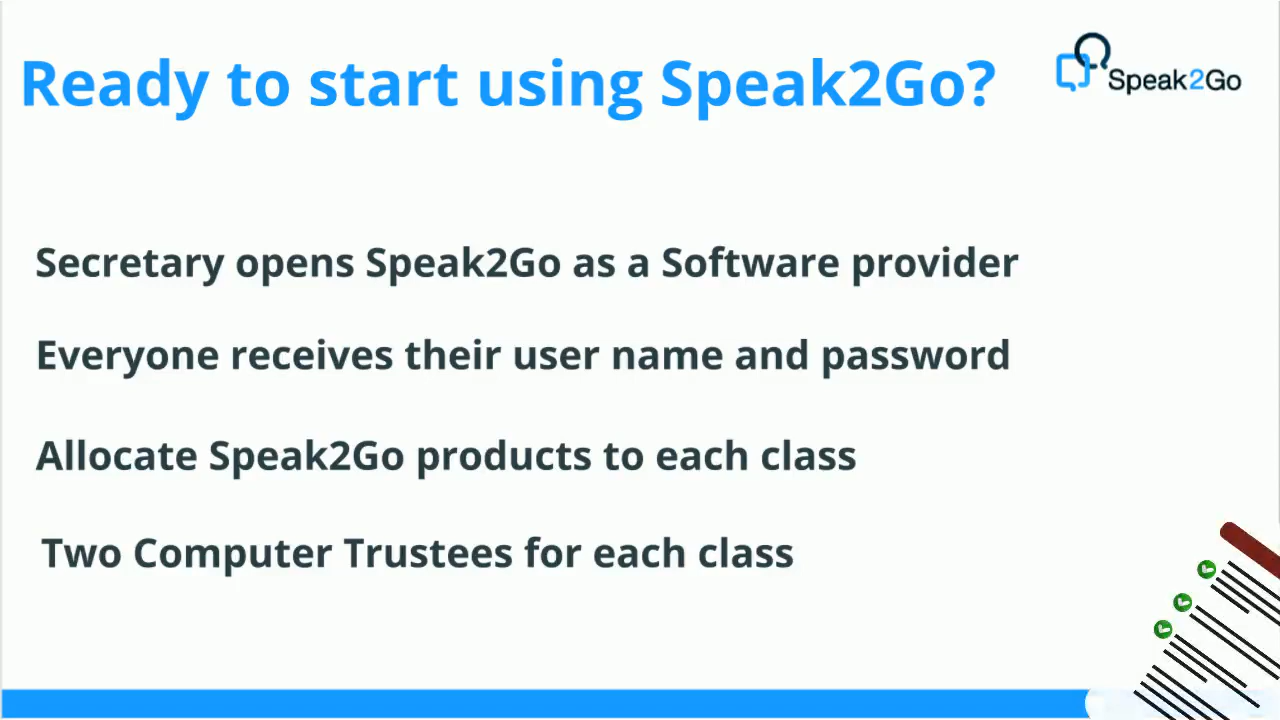 Ready to start using Speak2Go?
Speak2Go
Secretary opens Speak2Go as a Software provider
Everyone receives their user name and password
Allocate Speak2Go products to each class
Two Computer Trustees for each class